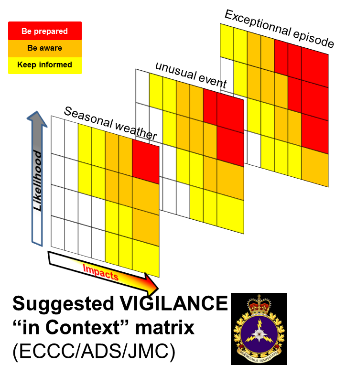 Be prepared
Be aware
Keep informed
Exceptionnal episode
unusual event
Seasonal weather
Likelihood
Impacts
Suggested VIGILANCE
“in Context” matrix
(ECCC/ADS/JMC)